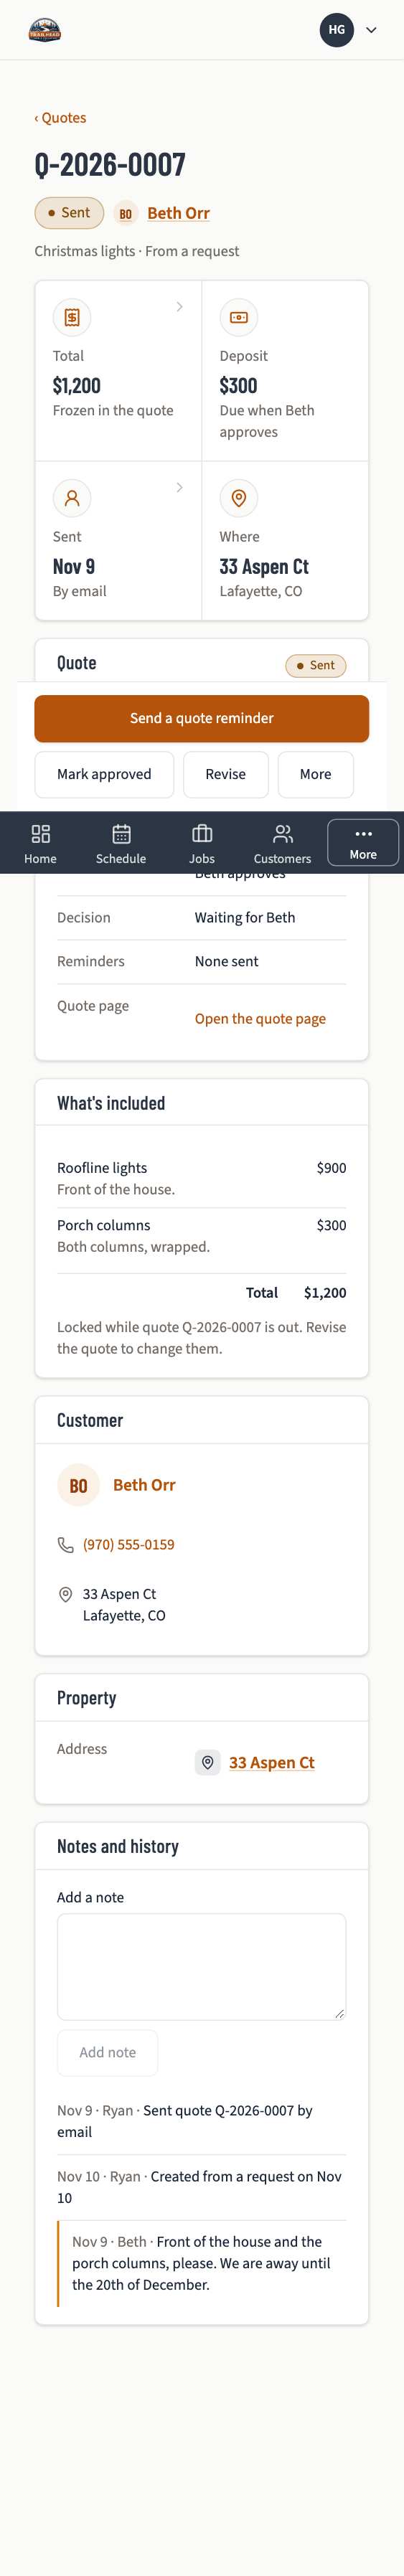 TRAILHEAD
HG
‹ Quotes
Q-2026-0007
Sent
BO
Beth Orr
Christmas lights · From a request
Total
$1,200
Frozen in the quote
Deposit
$300
Due when Beth
approves
Sent
Nov 9
By email
Where
33 Aspen Ct
Lafayette, CO
Quote
Sent
Send a quote reminder
Mark approved
Revise
More
Home
Schedule
Jobs
Customers
More
Beth approves
Decision
Waiting for Beth
Reminders
None sent
Quote page
Open the quote page
What's included
Roofline lights
$900
Front of the house.
Porch columns
$300
Both columns, wrapped.
Total
$1,200
Locked while quote Q-2026-0007 is out. Revise
the quote to change them.
Customer
BO
Beth Orr
(970) 555-0159
33 Aspen Ct
Lafayette, CO
Property
Address
33 Aspen Ct
Notes and history
Add a note
Add note
Nov 9 · Ryan · Sent quote Q-2026-0007 by
email
Nov 10 · Ryan · Created from a request on Nov
10
Nov 9 · Beth · Front of the house and the
porch columns, please. We are away until
the 20th of December.